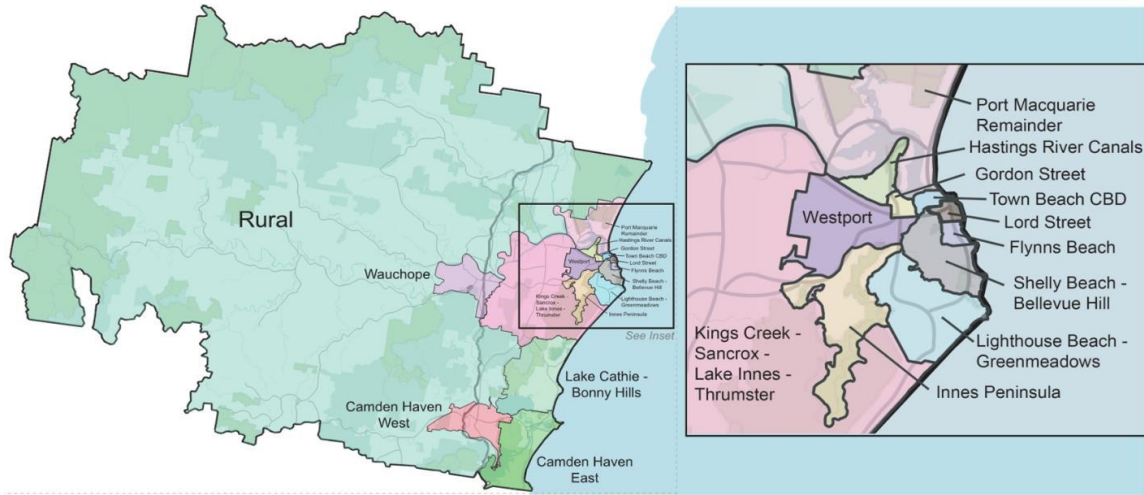 Rural
Wauchope
Port Macquarie
Remainder
Hastings River Canals
Gordon Street
Town Beach CBD
Westport
Lord Street
Flynns Beach
Shelly Beach -
Bellevue Hill
Lighthouse Beach -
Greenmeadows
Kings Creek -
Sancrox -
Lake Innes -
Thrumster
Innes Peninsula
See Inset
Lake Cathie -
Bonny Hills
Camden Haven
West
Camden Haven
East
Port Macquarie
Remainder
Hastings River Canals
Gordon Street
Town Beach CBD
Westport
Lord Street
Flynns Beach
Shelly Beach -
Bellevue Hill
Kings Creek -
Sancrox -
Lake Innes -
Thrumster
Lighthouse Beach -
Greenmeadows
Innes Peninsula